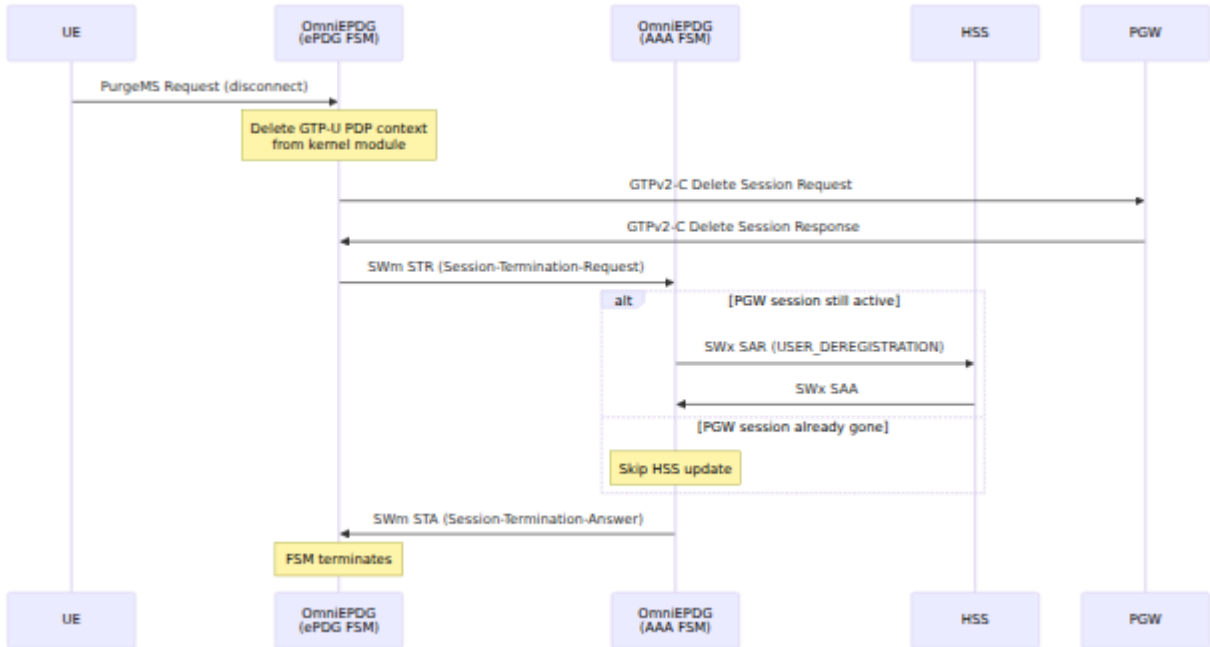 UE
OmniEPDG
(ePDG FSM)
OmniEPDG
(AAA FSM)
HSS
PGW
PurgeMS Request (disconnect)
Delete GTP-U PDP context
from kernel module
GTPv2-C Delete Session Request
GTPv2-C Delete Session Response
SWm STR (Session-Termination-Request)
alt
[PGW session still active]
SWx SAR (USER_DEREGISTRATION)
SWx SAA
[PGW session already gone]
Skip HSS update
SWm STA (Session-Termination-Answer)
FSM terminates
UE
OmniEPDG
(ePDG FSM)
OmniEPDG
(AAA FSM)
HSS
PGW